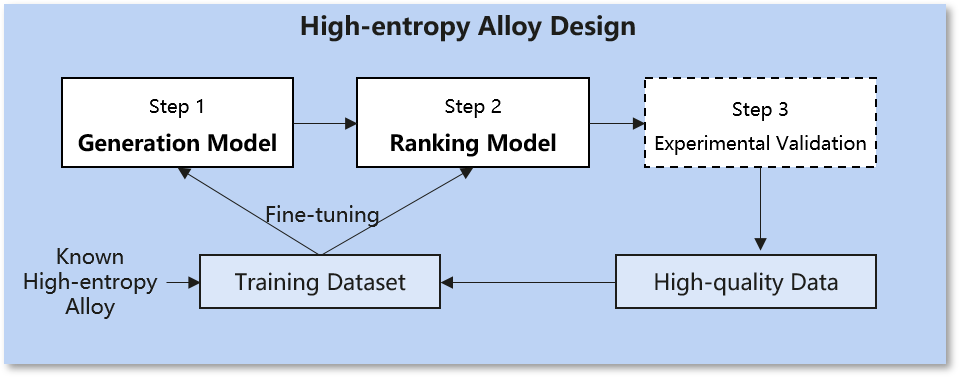 High-entropy Alloy Design
Step 1
Generation Model
Step 2
Ranking Model
Step 3
Experimental Validation
Fine-tuning
Known
High-entropy
Alloy
Training Dataset
High-quality Data